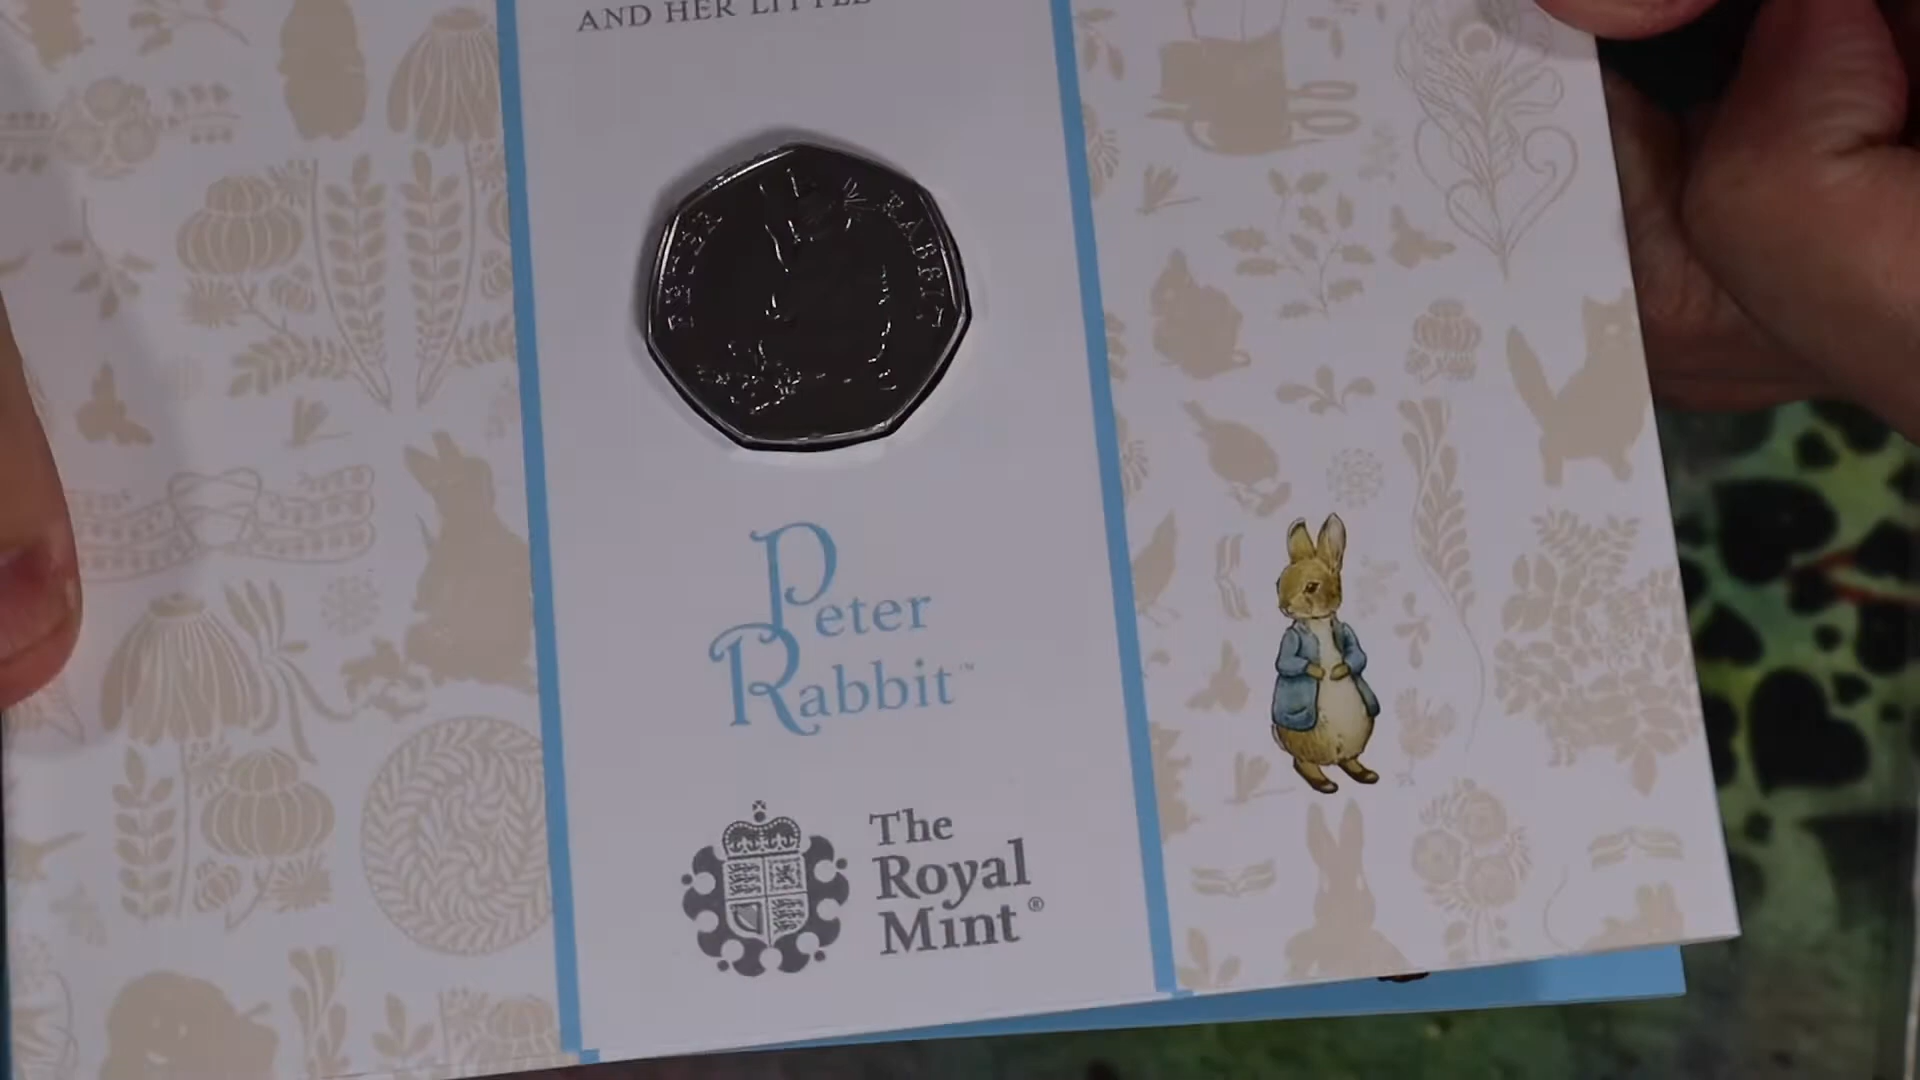 AND HER LITTLE
PETER RABBIT
Peter
Rabbit™
The
Royal
Mint®